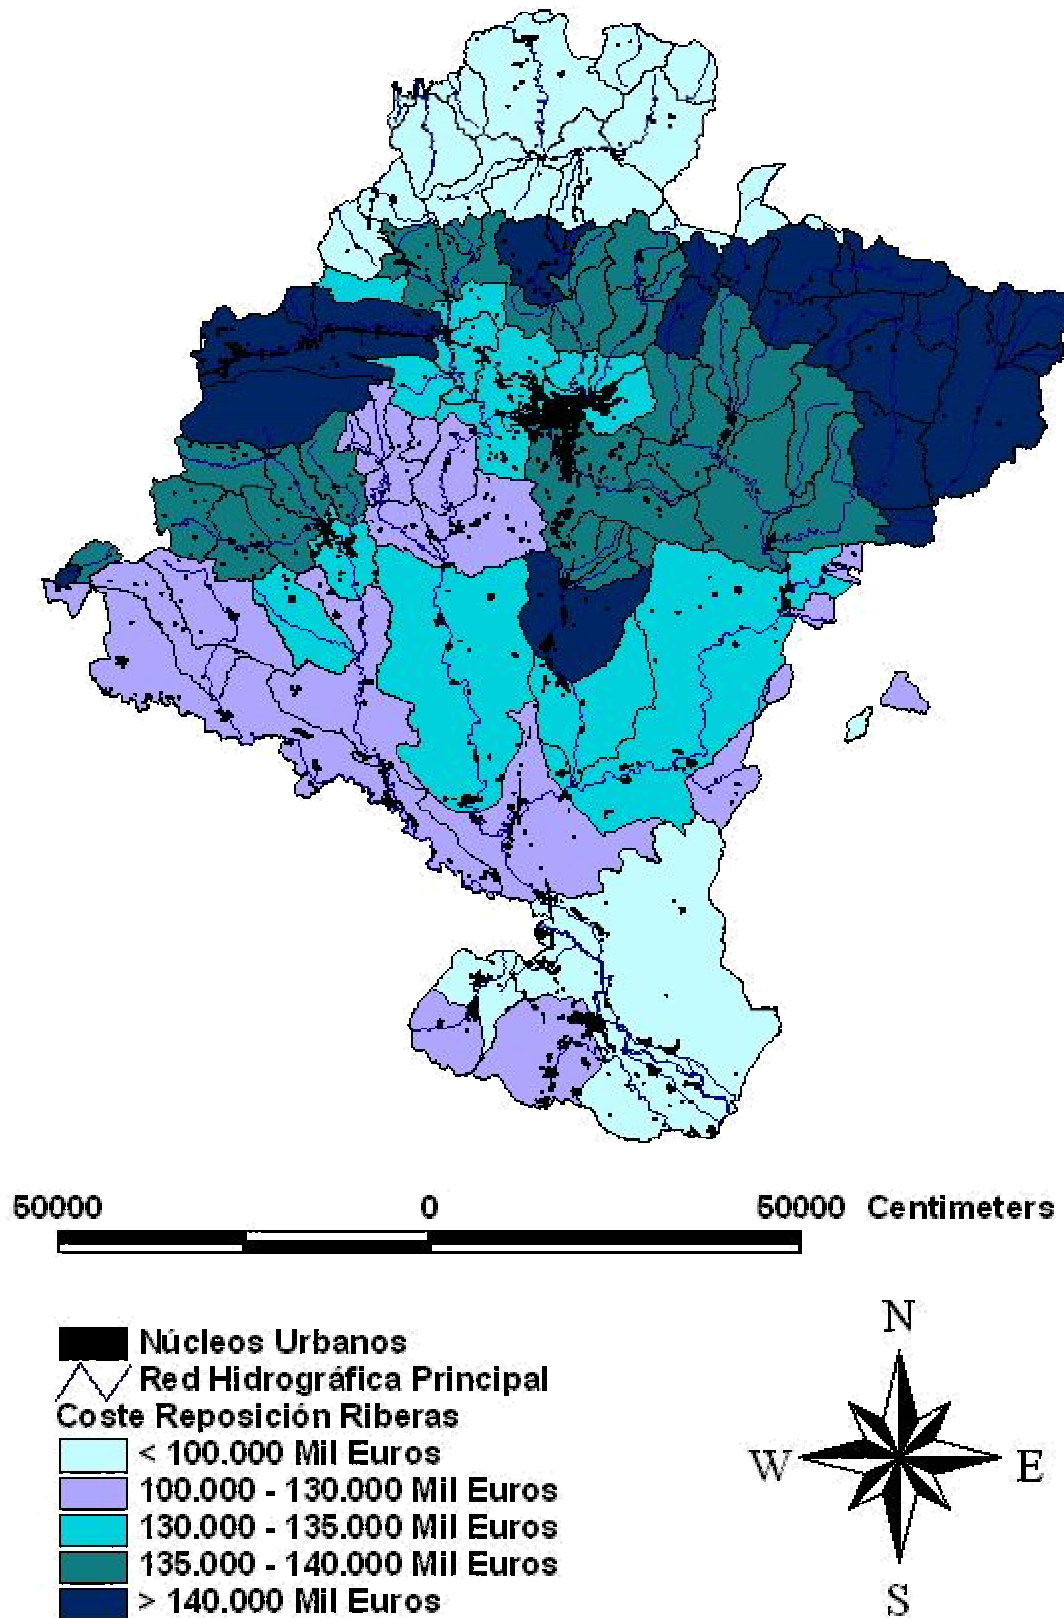 50000 0 50000 Centimeters
Núcleos Urbanos
Red Hidrográfica Principal
Coste Reposición Riberas
< 100.000 Mil Euros
100.000 - 130.000 Mil Euros
130.000 - 135.000 Mil Euros
135.000 - 140.000 Mil Euros
> 140.000 Mil Euros
N
W E
S